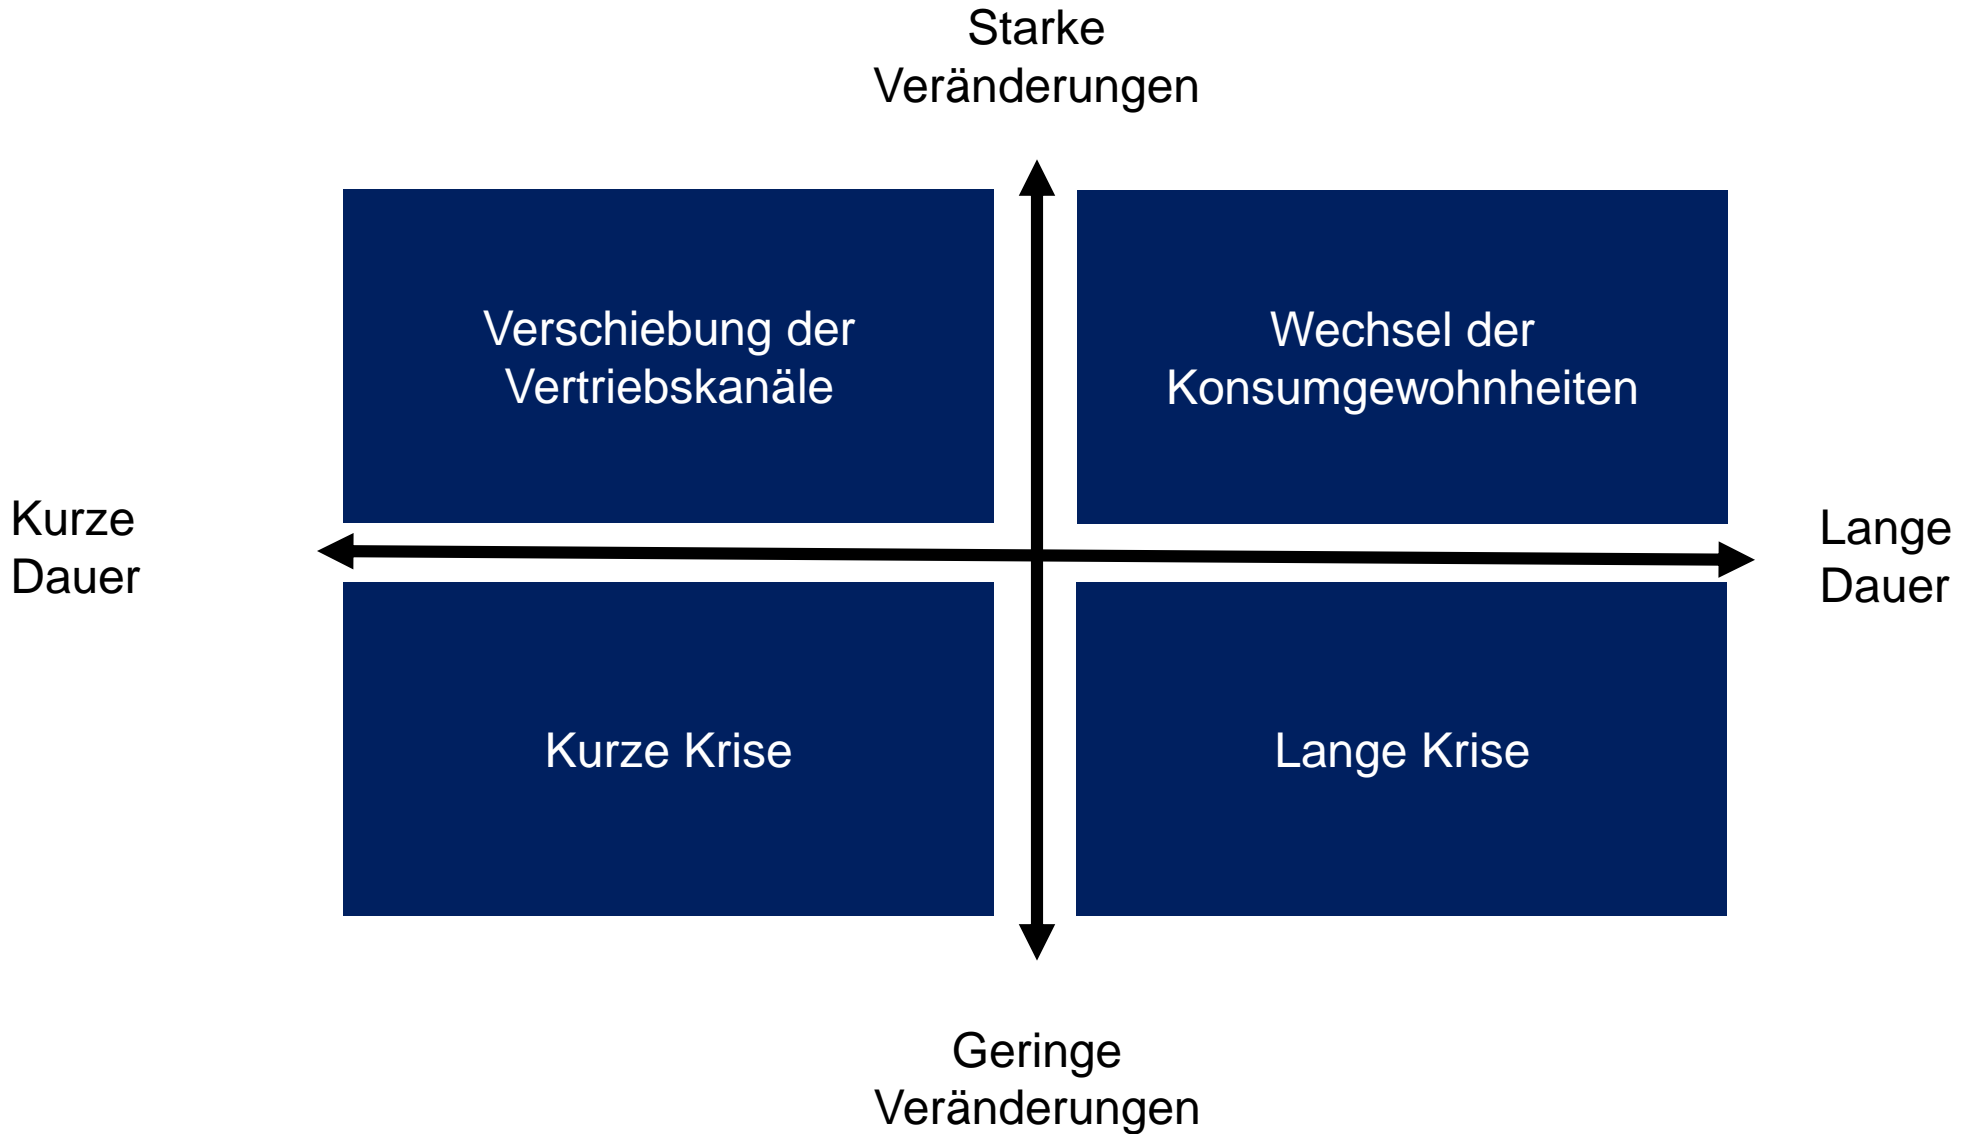 Starke
Veränderungen
Verschiebung der
Vertriebskanäle
Wechsel der
Konsumgewohnheiten
Kurze
Dauer
Lange
Dauer
Kurze Krise
Lange Krise
Geringe
Veränderungen